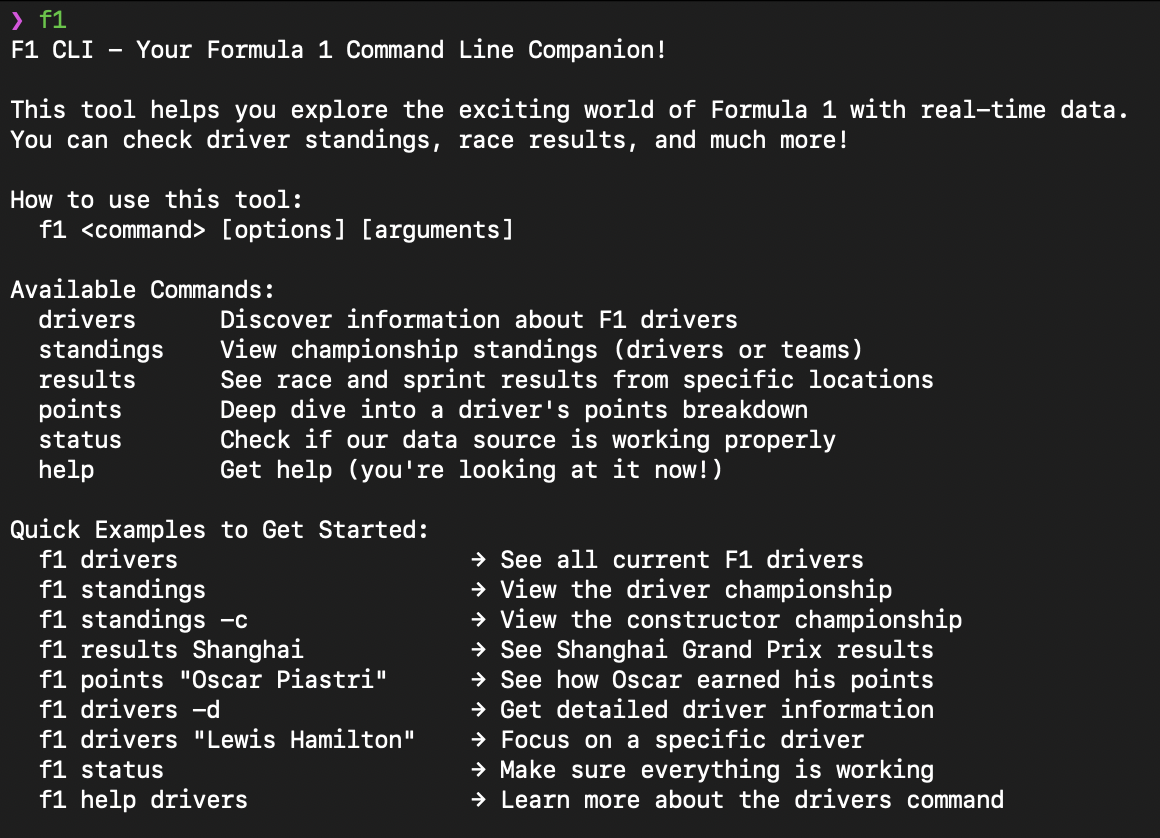 ❯ f1
F1 CLI – Your Formula 1 Command Line Companion!
This tool helps you explore the exciting world of Formula 1 with real-time data.
You can check driver standings, race results, and much more!
How to use this tool:
f1 <command> [options] [arguments]
Available Commands:
drivers Discover information about F1 drivers
standings View championship standings (drivers or teams)
results See race and sprint results from specific locations
points Deep dive into a driver's points breakdown
status Check if our data source is working properly
help Get help (you're looking at it now!)
Quick Examples to Get Started:
f1 drivers → See all current F1 drivers
f1 standings → View the driver championship
f1 standings -c → View the constructor championship
f1 results Shanghai → See Shanghai Grand Prix results
f1 points "Oscar Piastri" → See how Oscar earned his points
f1 drivers -d → Get detailed driver information
f1 drivers "Lewis Hamilton" → Focus on a specific driver
f1 status → Make sure everything is working
f1 help drivers → Learn more about the drivers command